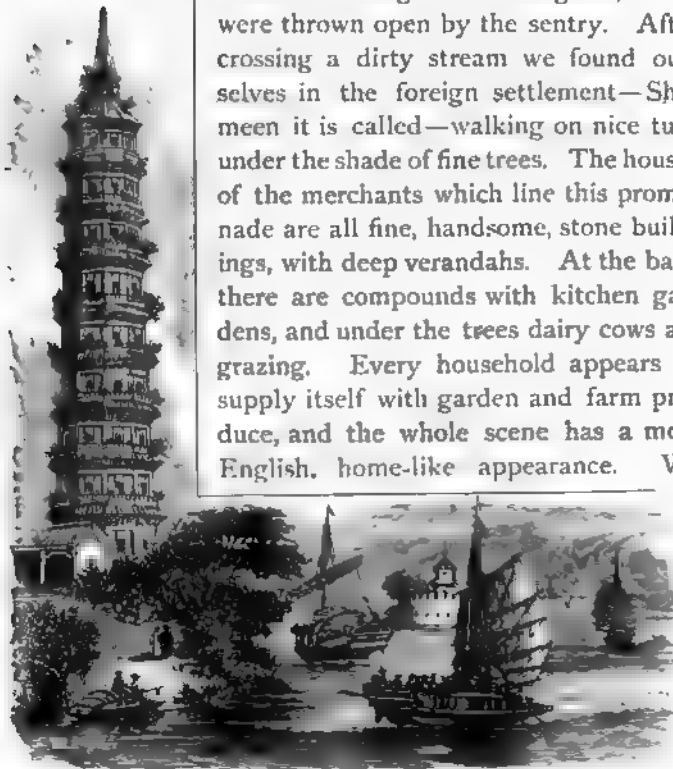 were thrown open by the sentry. Aft
crossing a dirty stream we found ou
selves in the foreign settlement—Sh
meen it is called—walking on nice tu
under the shade of fine trees. The hous
of the merchants which line this prom
nade are all fine, handsome, stone buil
ings, with deep verandahs. At the ba
there are compounds with kitchen ga
dens, and under the trees dairy cows a
grazing. Every household appears
supply itself with garden and farm pr
duce, and the whole scene has a mo
English, home-like appearance. W